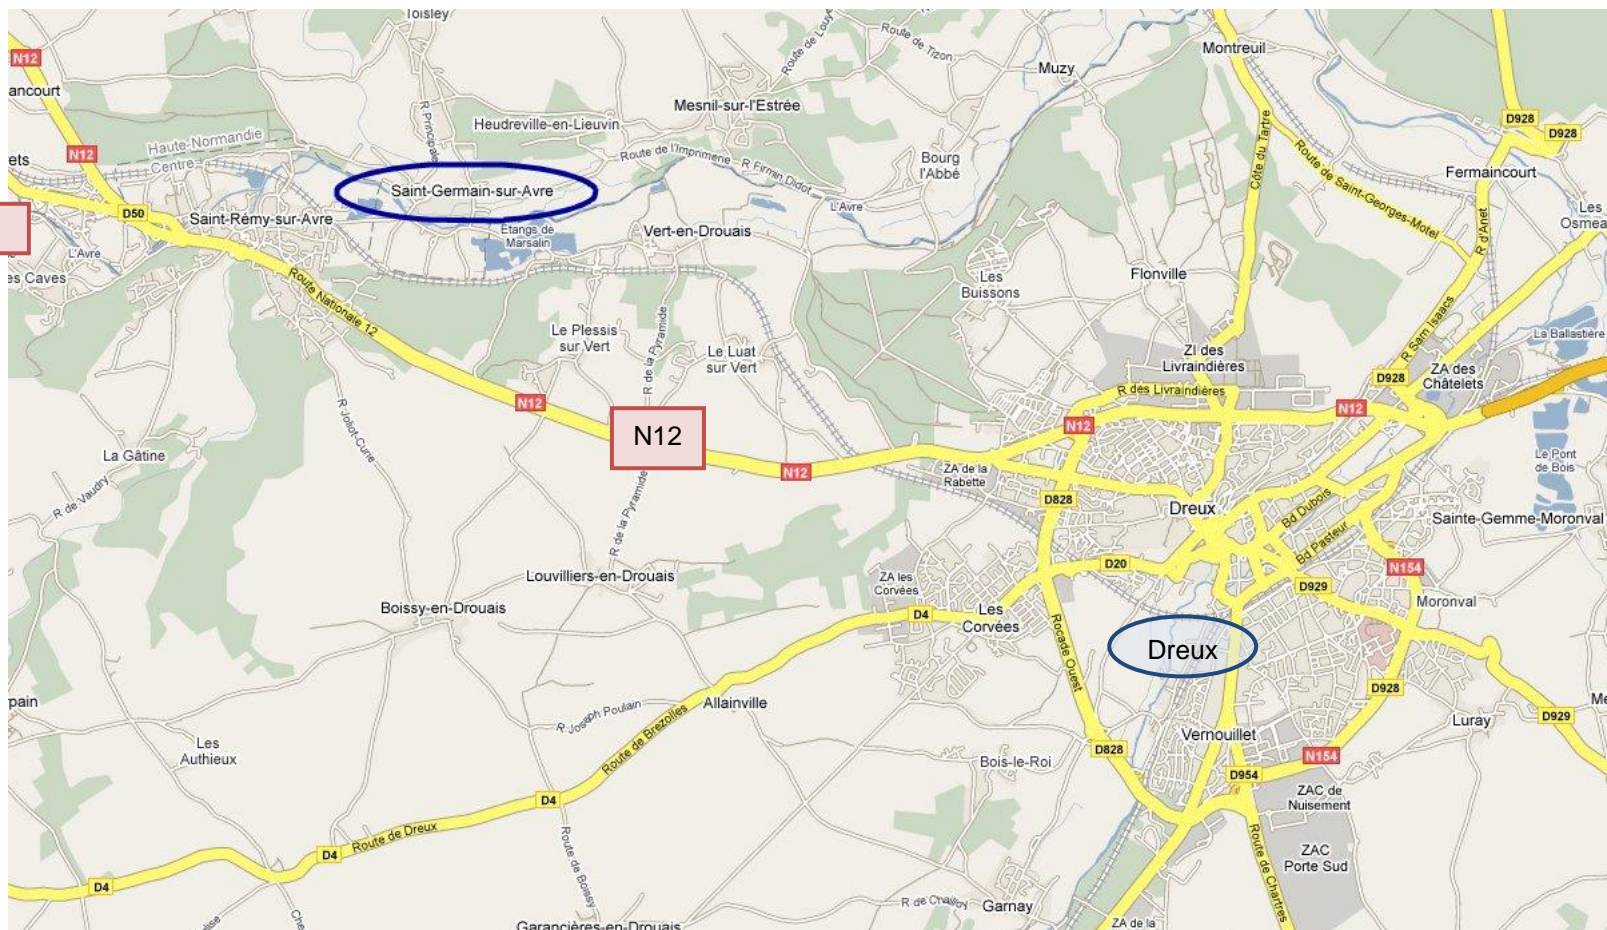 Toisley
Route de Louye
Route de Tizon
Montreuil
N12
ancourt
Muzy
Mesnil-sur-l'Estrée
R Principale
Heudreville-en-Lieuvin
Côte du Tartre
D928
D928
Haute-Normandie
Centre
N12
ets
Route de l'Imprimerie
R Firmin Didot
Bourg
l'Abbé
Route de Saint-Georges-Motel
Fermaincourt
Saint-Germain-sur-Avre
L'Avre
Les
Osmea
D50
Saint-Rémy-sur-Avre
Etangs de
Marsalin
Vert-en-Drouais
R d'Anet
L'Avre
es Caves
Route Nationale 12
Les
Buissons
Flonville
Le Plessis
sur Vert
R de la Pyramide
Le Luat
sur Vert
ZI des
Livraindières
R Sam Isaacs
La Ballastière
ZA des
Châtelets
D928
R des Livraindières
N12
N12
N12
N12
R Joliot-Curie
La Gâtine
R de Vaudry
N12
ZA de la
Rabette
Le Pont
de Bois
D828
Dreux
Bd Dubois
Bd Pasteur
Sainte-Gemme-Moronval
R de la Pyramide
Louvilliers-en-Drouais
ZA les
Corvées
D20
N154
D929
Boissy-en-Drouais
D4
Les
Corvées
Moronval
Rocade Ouest
Dreux
pain
R Joseph Poulain
Allainville
D928
Me
Luray
D929
Les
Authieux
Route de Brezolles
Vernouillet
D828
Bois-le-Roi
N154
D954
D4
ZAC de
Nuisement
Route de Dreux
D4
Route de Boissy
ZAC
Porte Sud
Route de Chartres
D4
R de Chailloy
Garnay
Che
Garancières-en-Drouais
ZA de la